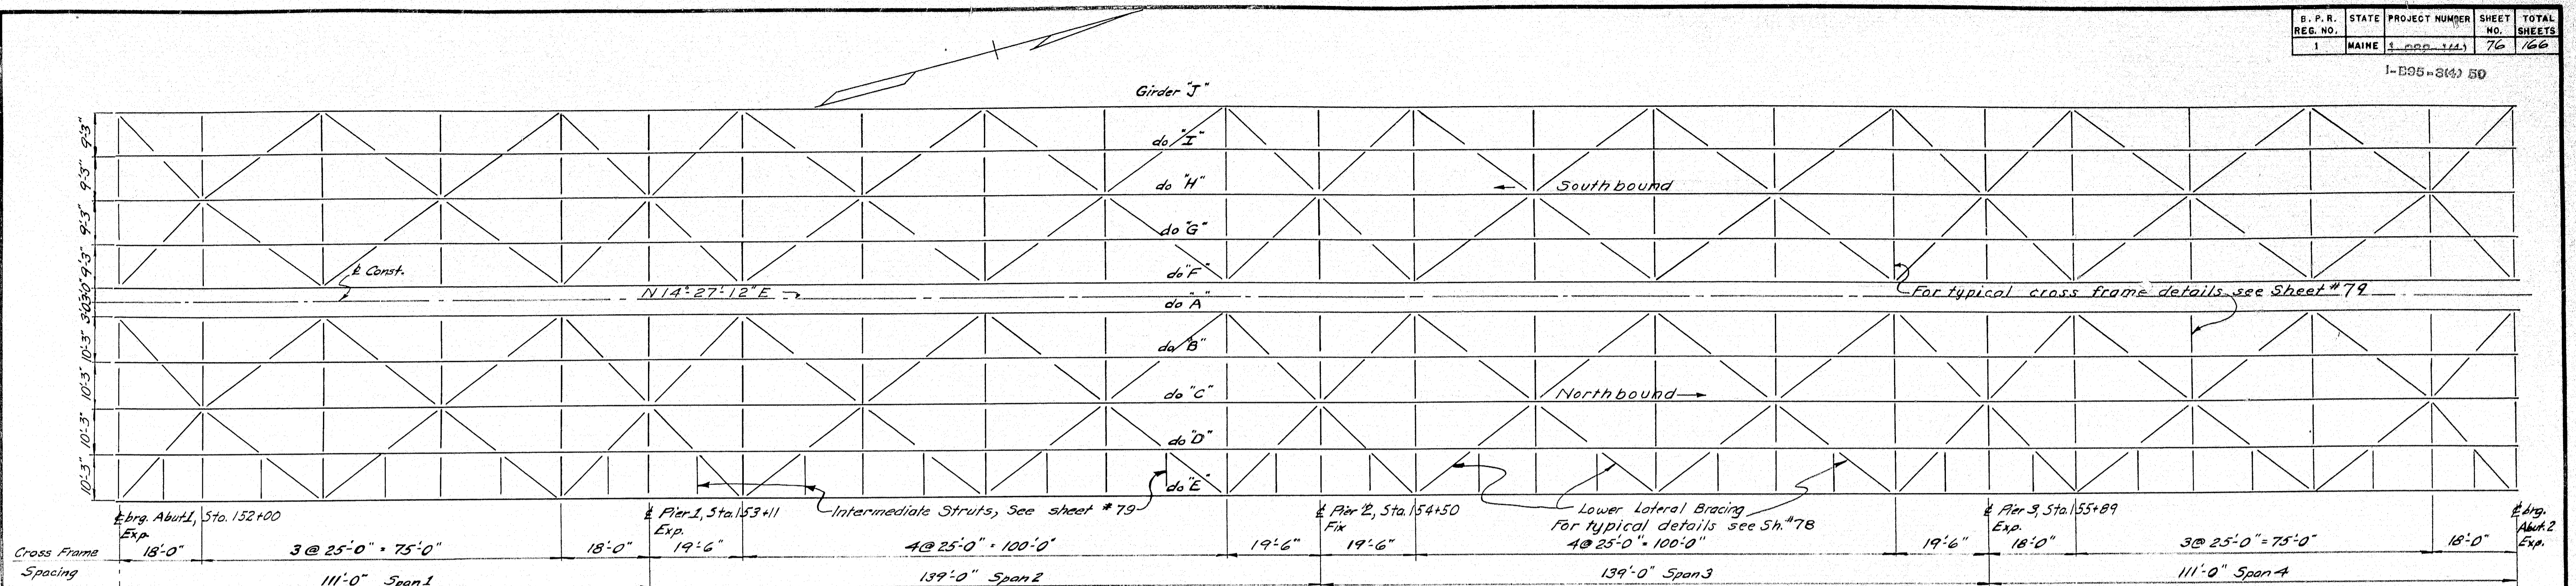 B. P. R. REG. NO. STATE PROJECT NUMBER SHEET NO. TOTAL SHEETS
1 MAINE 76 166
I-B95-3(4) 50
Girder "J"
do "I"
do "H"
Southbound
do "G"
do "F"
℄ Const.
N 14°-27'-12" E
do "A"
For typical cross frame details see Sheet #79
do "B"
do "C"
Northbound
do "D"
do "E"
9'-3"
9'-3"
9'-3"
9'-3"
3'-0"
3'-0"
10'-3"
10'-3"
10'-3"
10'-3"
℄ brg. Abut.1, Sta. 152+00
Exp.
℄ Pier 1, Sta. 153+11
Exp.
Intermediate Struts, See sheet #79
℄ Pier 2, Sta. 154+50
Fix
Lower Lateral Bracing
For typical details see Sh. #78
℄ Pier 3, Sta. 155+89
Exp.
℄ brg.
Abut. 2
Exp.
Cross Frame
Spacing
18'-0" 3 @ 25'-0" = 75'-0" 18'-0" 19'-6" 4 @ 25'-0" = 100'-0" 19'-6" 19'-6" 4 @ 25'-0" = 100'-0" 19'-6" 18'-0" 3 @ 25'-0" = 75'-0" 18'-0"
111'-0" Span 1 139'-0" Span 2 139'-0" Span 3 111'-0" Span 4